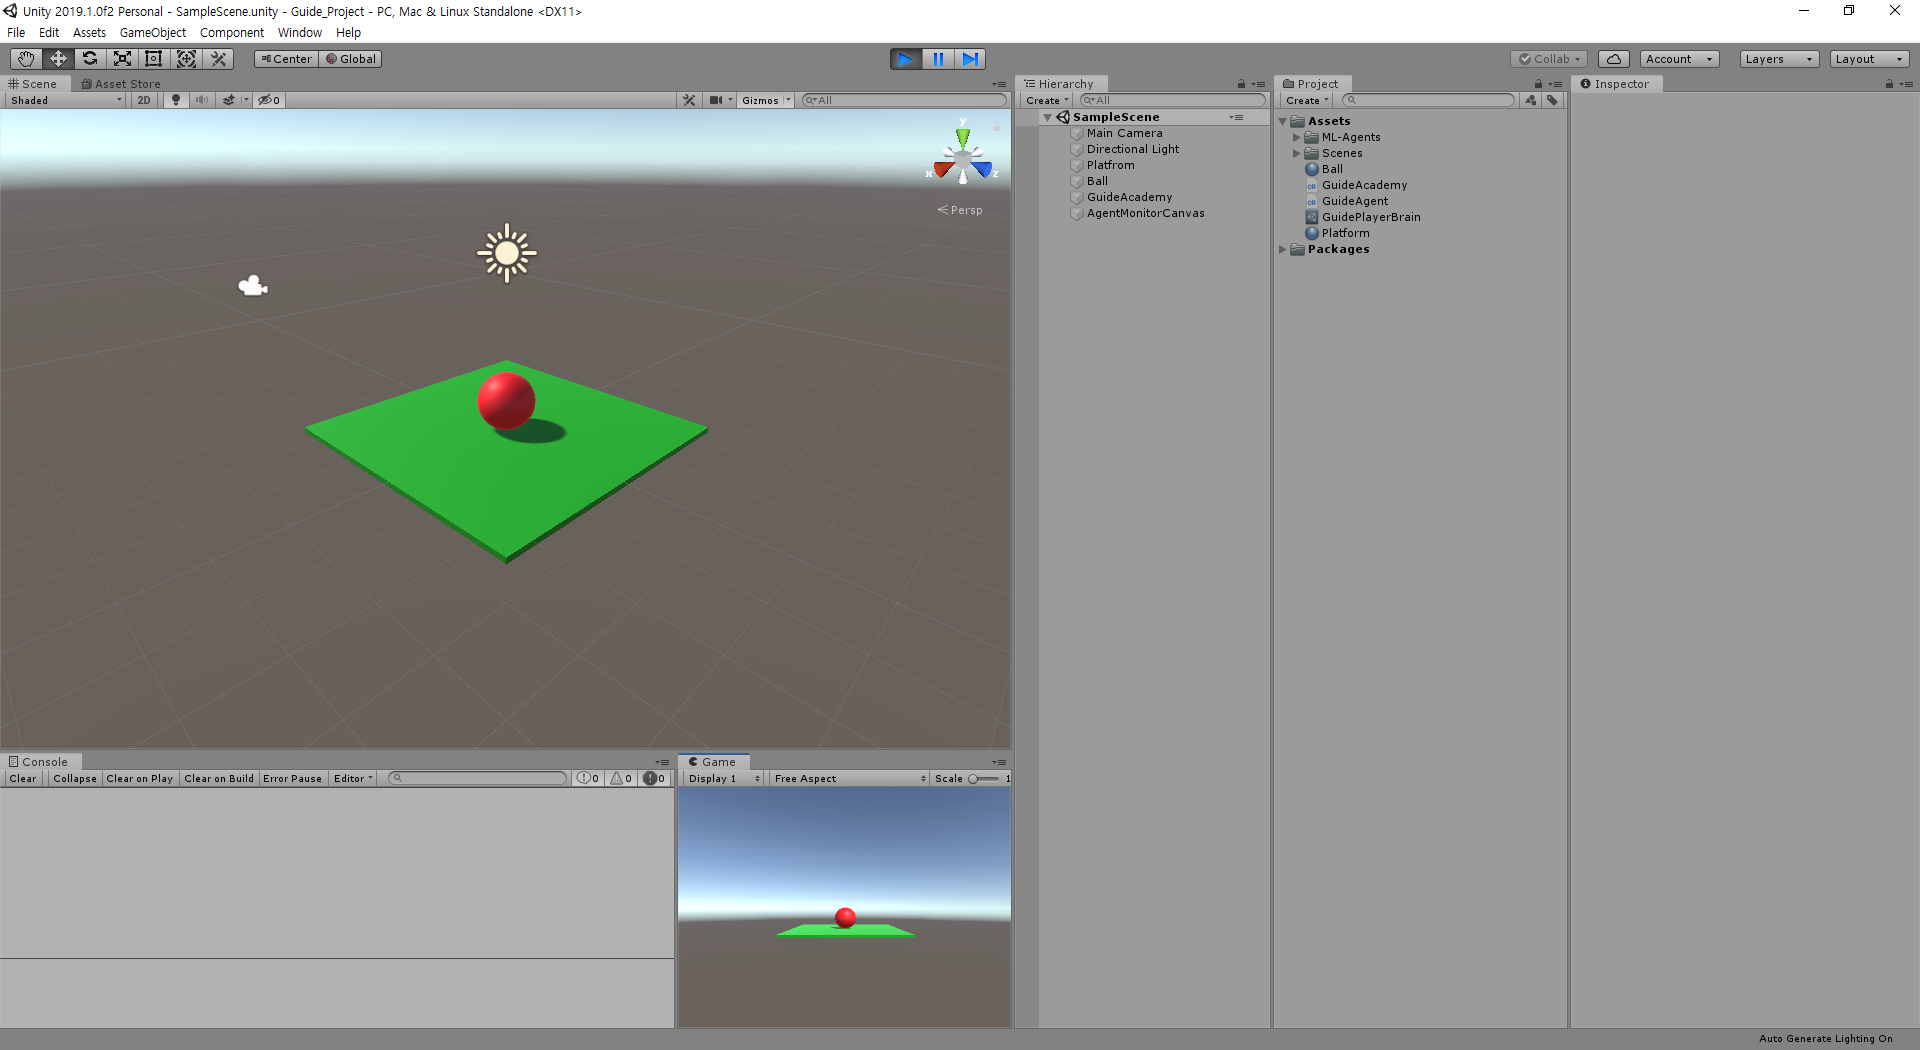 Unity 2019.1.0f2 Personal - SampleScene.unity - Guide_Project - PC, Mac & Linux Standalone <DX11>
File Edit Assets GameObject Component Window Help
Center Global Collab Account Layers Layout
Scene Asset Store
Shaded 2D 0 Gizmos All
y
x z
Persp
Console
Clear Collapse Clear on Play Clear on Build Error Pause Editor 0 0 0
Game
Display 1 Free Aspect Scale 1
Hierarchy
Create All
SampleScene
Main Camera
Directional Light
Platfrom
Ball
GuideAcademy
AgentMonitorCanvas
Project
Create
Assets
ML-Agents
Scenes
Ball
GuideAcademy
GuideAgent
GuidePlayerBrain
Platform
Packages
Inspector
Auto Generate Lighting On